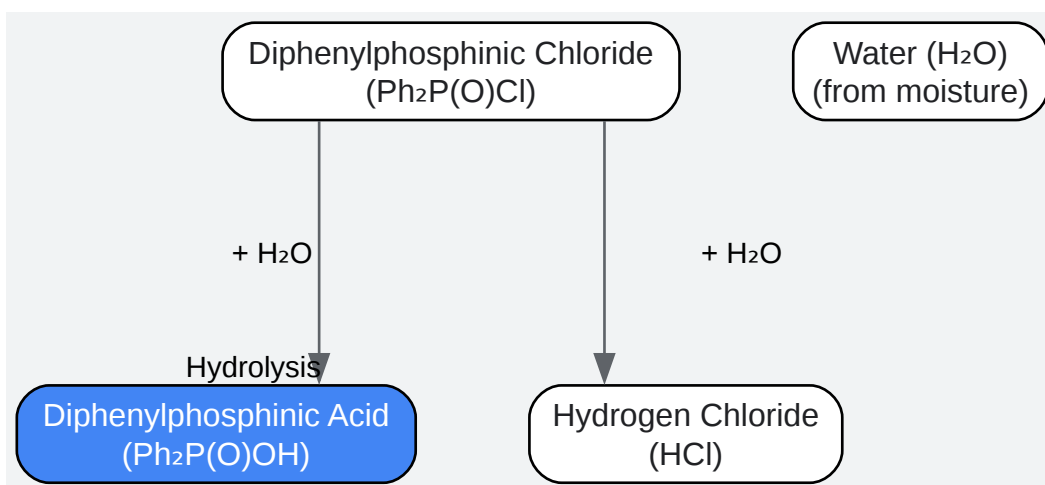 Diphenylphosphinic Chloride
(Ph₂P(O)Cl)
Water (H₂O)
(from moisture)
+ H₂O
+ H₂O
Hydrolysis
Diphenylphosphinic Acid
(Ph₂P(O)OH)
Hydrogen Chloride
(HCl)